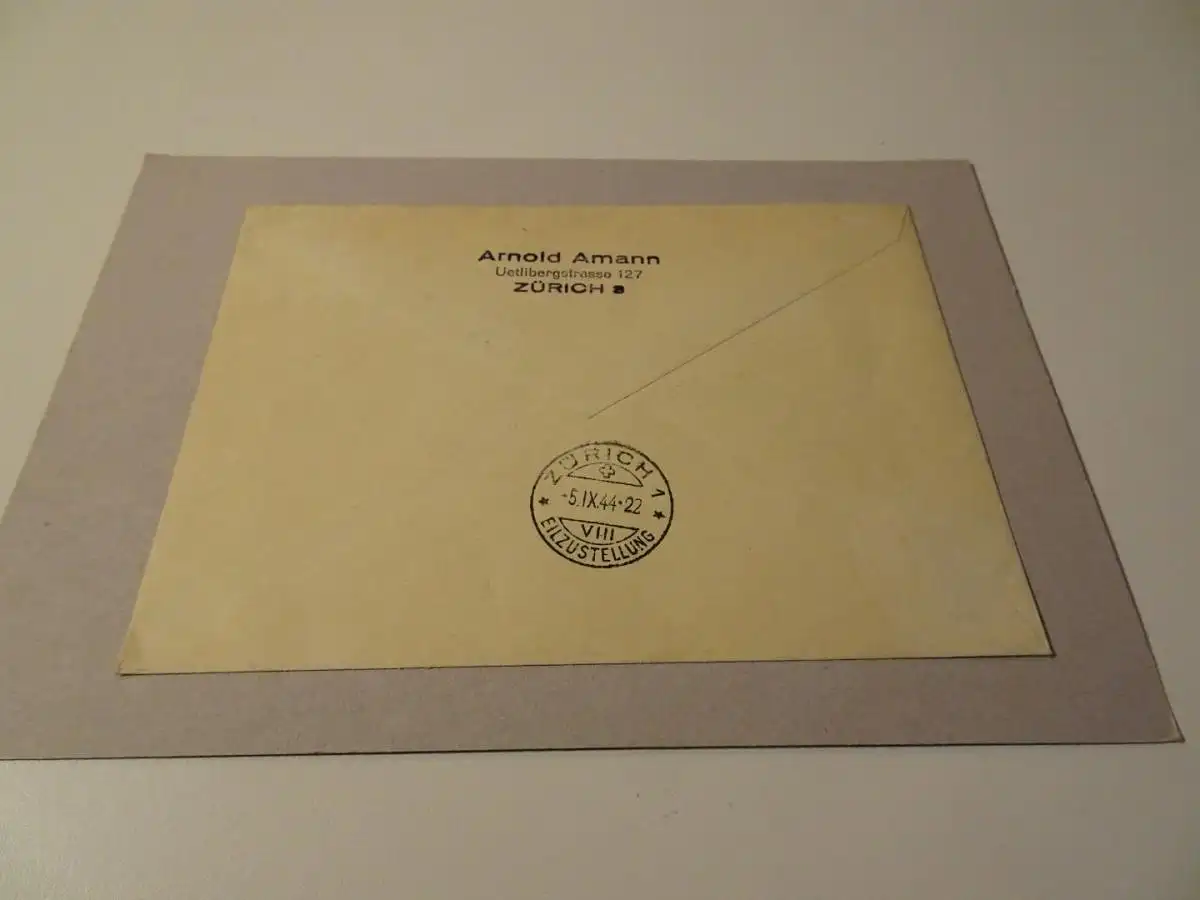 Arnold Amann
Uetlibergstrasse 127
ZÜRICH 3
ZÜRICH 1
-5.IX.44•22
VIII
EILZUSTELLUNG